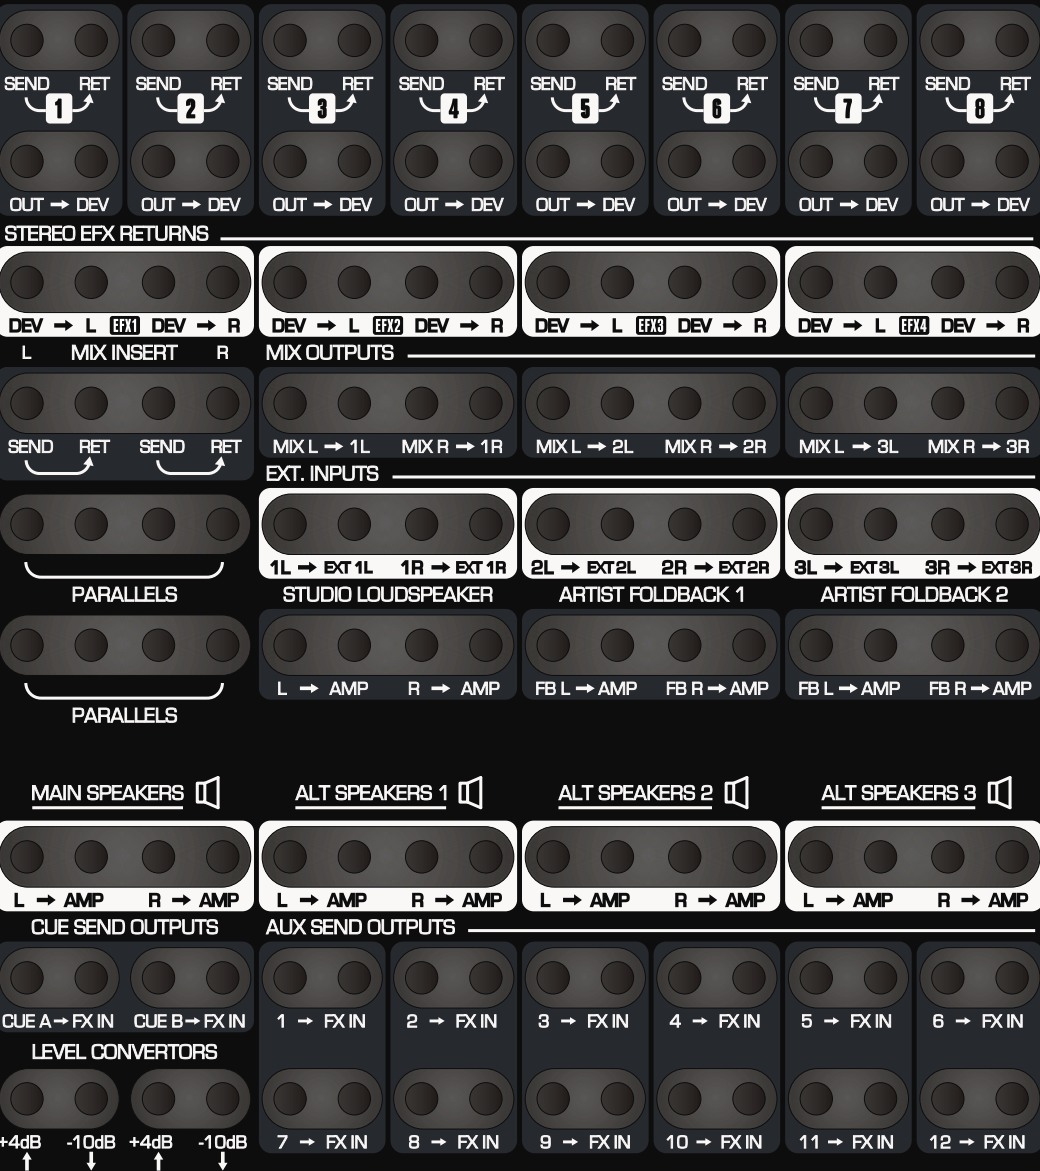 SEND RET SEND RET SEND RET SEND RET SEND RET SEND RET SEND RET SEND RET
1 2 3 4 5 6 7 8
OUT → DEV OUT → DEV OUT → DEV OUT → DEV OUT → DEV OUT → DEV OUT → DEV OUT → DEV
STEREO EFX RETURNS
DEV → L EFX1 DEV → R DEV → L EFX2 DEV → R DEV → L EFX3 DEV → R DEV → L EFX4 DEV → R
L MIX INSERT R MIX OUTPUTS
SEND RET SEND RET MIX L → 1L MIX R → 1R MIX L → 2L MIX R → 2R MIX L → 3L MIX R → 3R
EXT. INPUTS
1L → EXT 1L 1R → EXT 1R 2L → EXT 2L 2R → EXT 2R 3L → EXT 3L 3R → EXT 3R
PARALLELS STUDIO LOUDSPEAKER ARTIST FOLDBACK 1 ARTIST FOLDBACK 2
L → AMP R → AMP FB L → AMP FB R → AMP FB L → AMP FB R → AMP
PARALLELS
MAIN SPEAKERS ALT SPEAKERS 1 ALT SPEAKERS 2 ALT SPEAKERS 3
L → AMP R → AMP L → AMP R → AMP L → AMP R → AMP L → AMP R → AMP
CUE SEND OUTPUTS AUX SEND OUTPUTS
CUE A → FX IN CUE B → FX IN 1 → FX IN 2 → FX IN 3 → FX IN 4 → FX IN 5 → FX IN 6 → FX IN
LEVEL CONVERTORS
+4dB -10dB +4dB -10dB 7 → FX IN 8 → FX IN 9 → FX IN 10 → FX IN 11 → FX IN 12 → FX IN